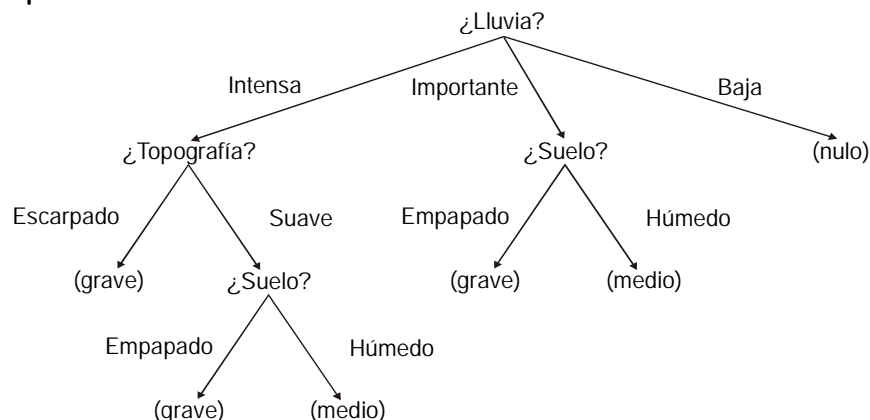 ¿Lluvia?
Intensa Importante Baja
¿Topografía? ¿Suelo? (nulo)
Escarpado Suave Empapado Húmedo
(grave) ¿Suelo? (grave) (medio)
Empapado Húmedo
(grave) (medio)